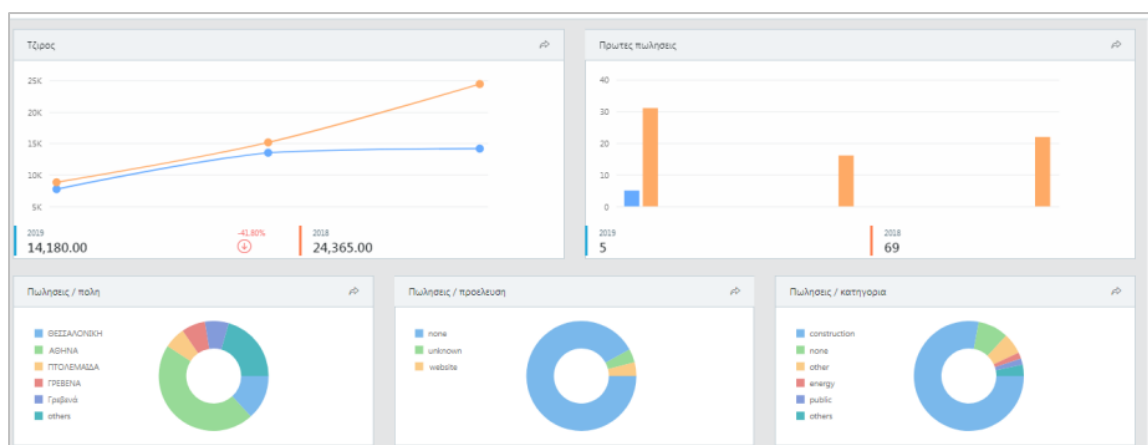 Τζιρος
25K
20K
15K
10K
5K
2019
14,180.00
-41.80%
2018
24,365.00
Πρωτες πωλησεις
40
30
20
10
0
2019
5
2018
69
Πωλησεις / πολη
ΘΕΣΣΑΛΟΝΙΚΗ
ΑΘΗΝΑ
ΠΤΟΛΕΜΑΙΔΑ
ΓΡΕΒΕΝΑ
Γρεβενά
others
Πωλησεις / προελευση
none
unknown
website
Πωλησεις / κατηγορια
construction
none
other
energy
public
others